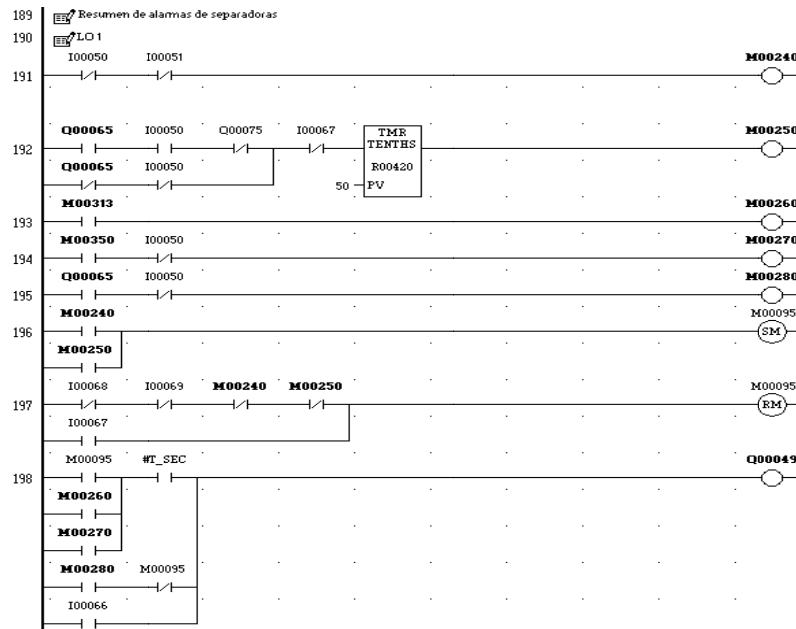 189 Resumen de alarmas de separadoras
190 LO 1
I00050 I00051 M00240
191
Q00065 I00050 Q00075 I00067 TMR M00250
192 TENTHS
Q00065 I00050 R00420
50 PV
M00313 M00260
193
M00350 I00050 M00270
194
Q00065 I00050 M00280
195
M00240 M00095
196 SM
M00250
I00068 I00069 M00240 M00250 M00095
197 RM
I00067
M00095 #T_SEC Q00049
198
M00260
M00270
M00280 M00095
I00066